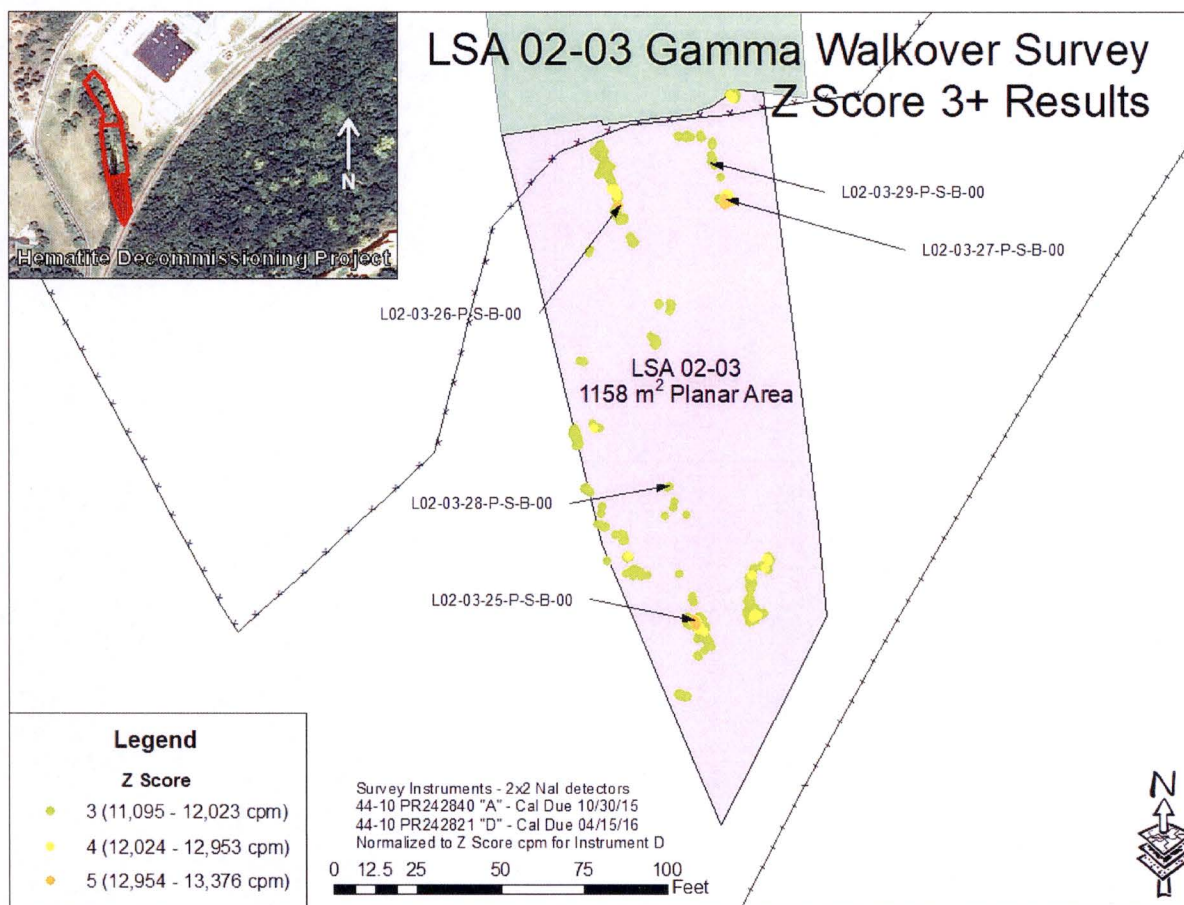 LSA 02-03 Gamma Walkover Survey
Z Score 3+ Results
N
Hematite Decommissioning Project
L02-03-29-P-S-B-00
L02-03-27-P-S-B-00
L02-03-26-P-S-B-00
LSA 02-03
1158 m² Planar Area
L02-03-28-P-S-B-00
L02-03-25-P-S-B-00
Legend
Z Score
3 (11,095 - 12,023 cpm)
4 (12,024 - 12,953 cpm)
5 (12,954 - 13,376 cpm)
Survey Instruments - 2x2 NaI detectors
44-10 PR242840 "A" - Cal Due 10/30/15
44-10 PR242821 "D" - Cal Due 04/15/16
Normalized to Z Score cpm for Instrument D
0 12.5 25 50 75 100
Feet
N